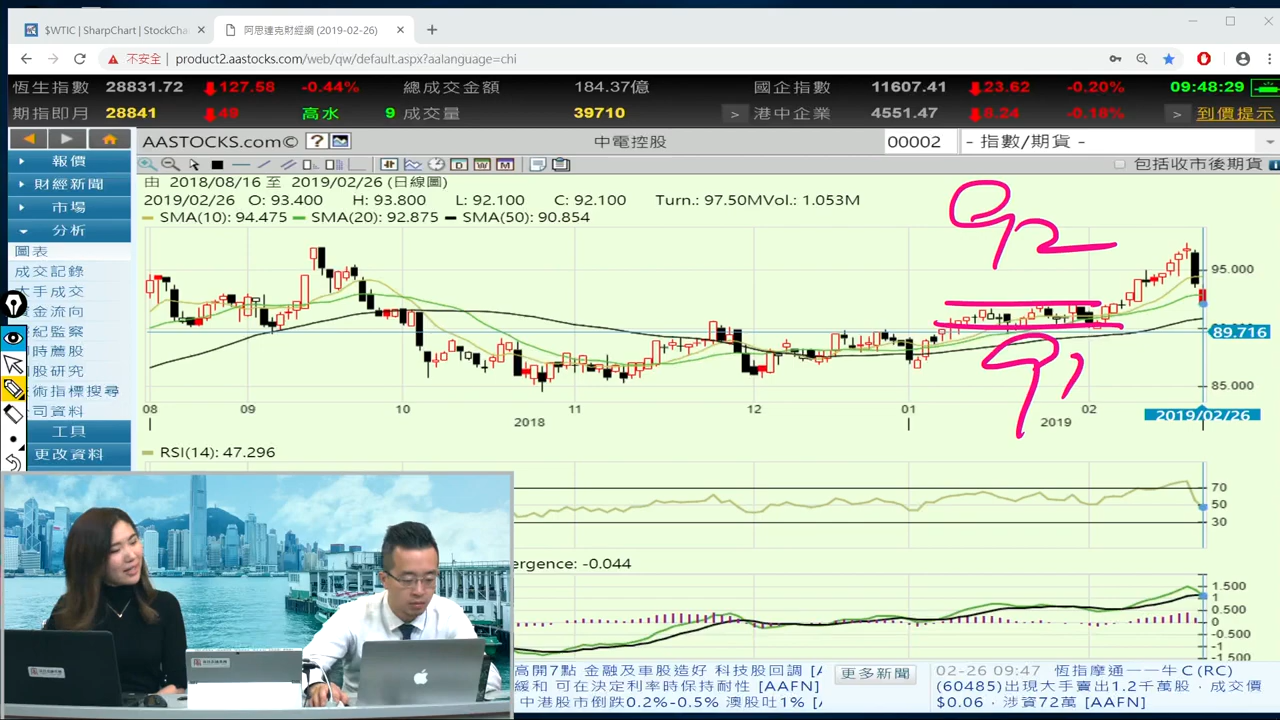 $WTIC | SharpChart | StockCha
阿思達克財經網 (2019-02-26)
不安全 | product2.aastocks.com/web/qw/default.aspx?aalanguage=chi
恆生指數 28831.72 127.58 -0.44% 總成交金額 184.37億 國企指數 11607.41 23.62 -0.20% 09:48:29
期指即月 28841 49 高水 9 成交量 39710 > 港中企業 4551.47 8.24 -0.18% > 到價提示
AASTOCKS.com© ? 中電控股 00002 - 指數/期貨 -
包括收市後期貨
報價
財經新聞
市場
分析
圖表
成交記錄
大手成交
資金流向
紀監察
時薦股
股研究
術指標搜尋
司資料
工具
更改資料
由 2018/08/16 至 2019/02/26 (日線圖)
2019/02/26 O: 93.400 H: 93.800 L: 92.100 C: 92.100 Turn.: 97.50MVol.: 1.053M
SMA(10): 94.475 SMA(20): 92.875 SMA(50): 90.854
92
95.000
89.716
91
85.000
08 09 10 11 12 01 02
2018 2019
2019/02/26
RSI(14): 47.296
70
50
30
ergence: -0.044
1.500
1
0.500
0
-0.500
-1
-1.500
高開7點 金融及車股造好 科技股回調 [A
緩和 可在決定利率時保持耐性 [AAFN]
中港股市倒跌0.2%-0.5% 澳股吐1% [A
更多新聞
02-26 09:47 恆指摩通一一牛C (RC)
(60485)出現大手賣出1.2千萬股，成交價
$0.06，涉資72萬 [AAFN]